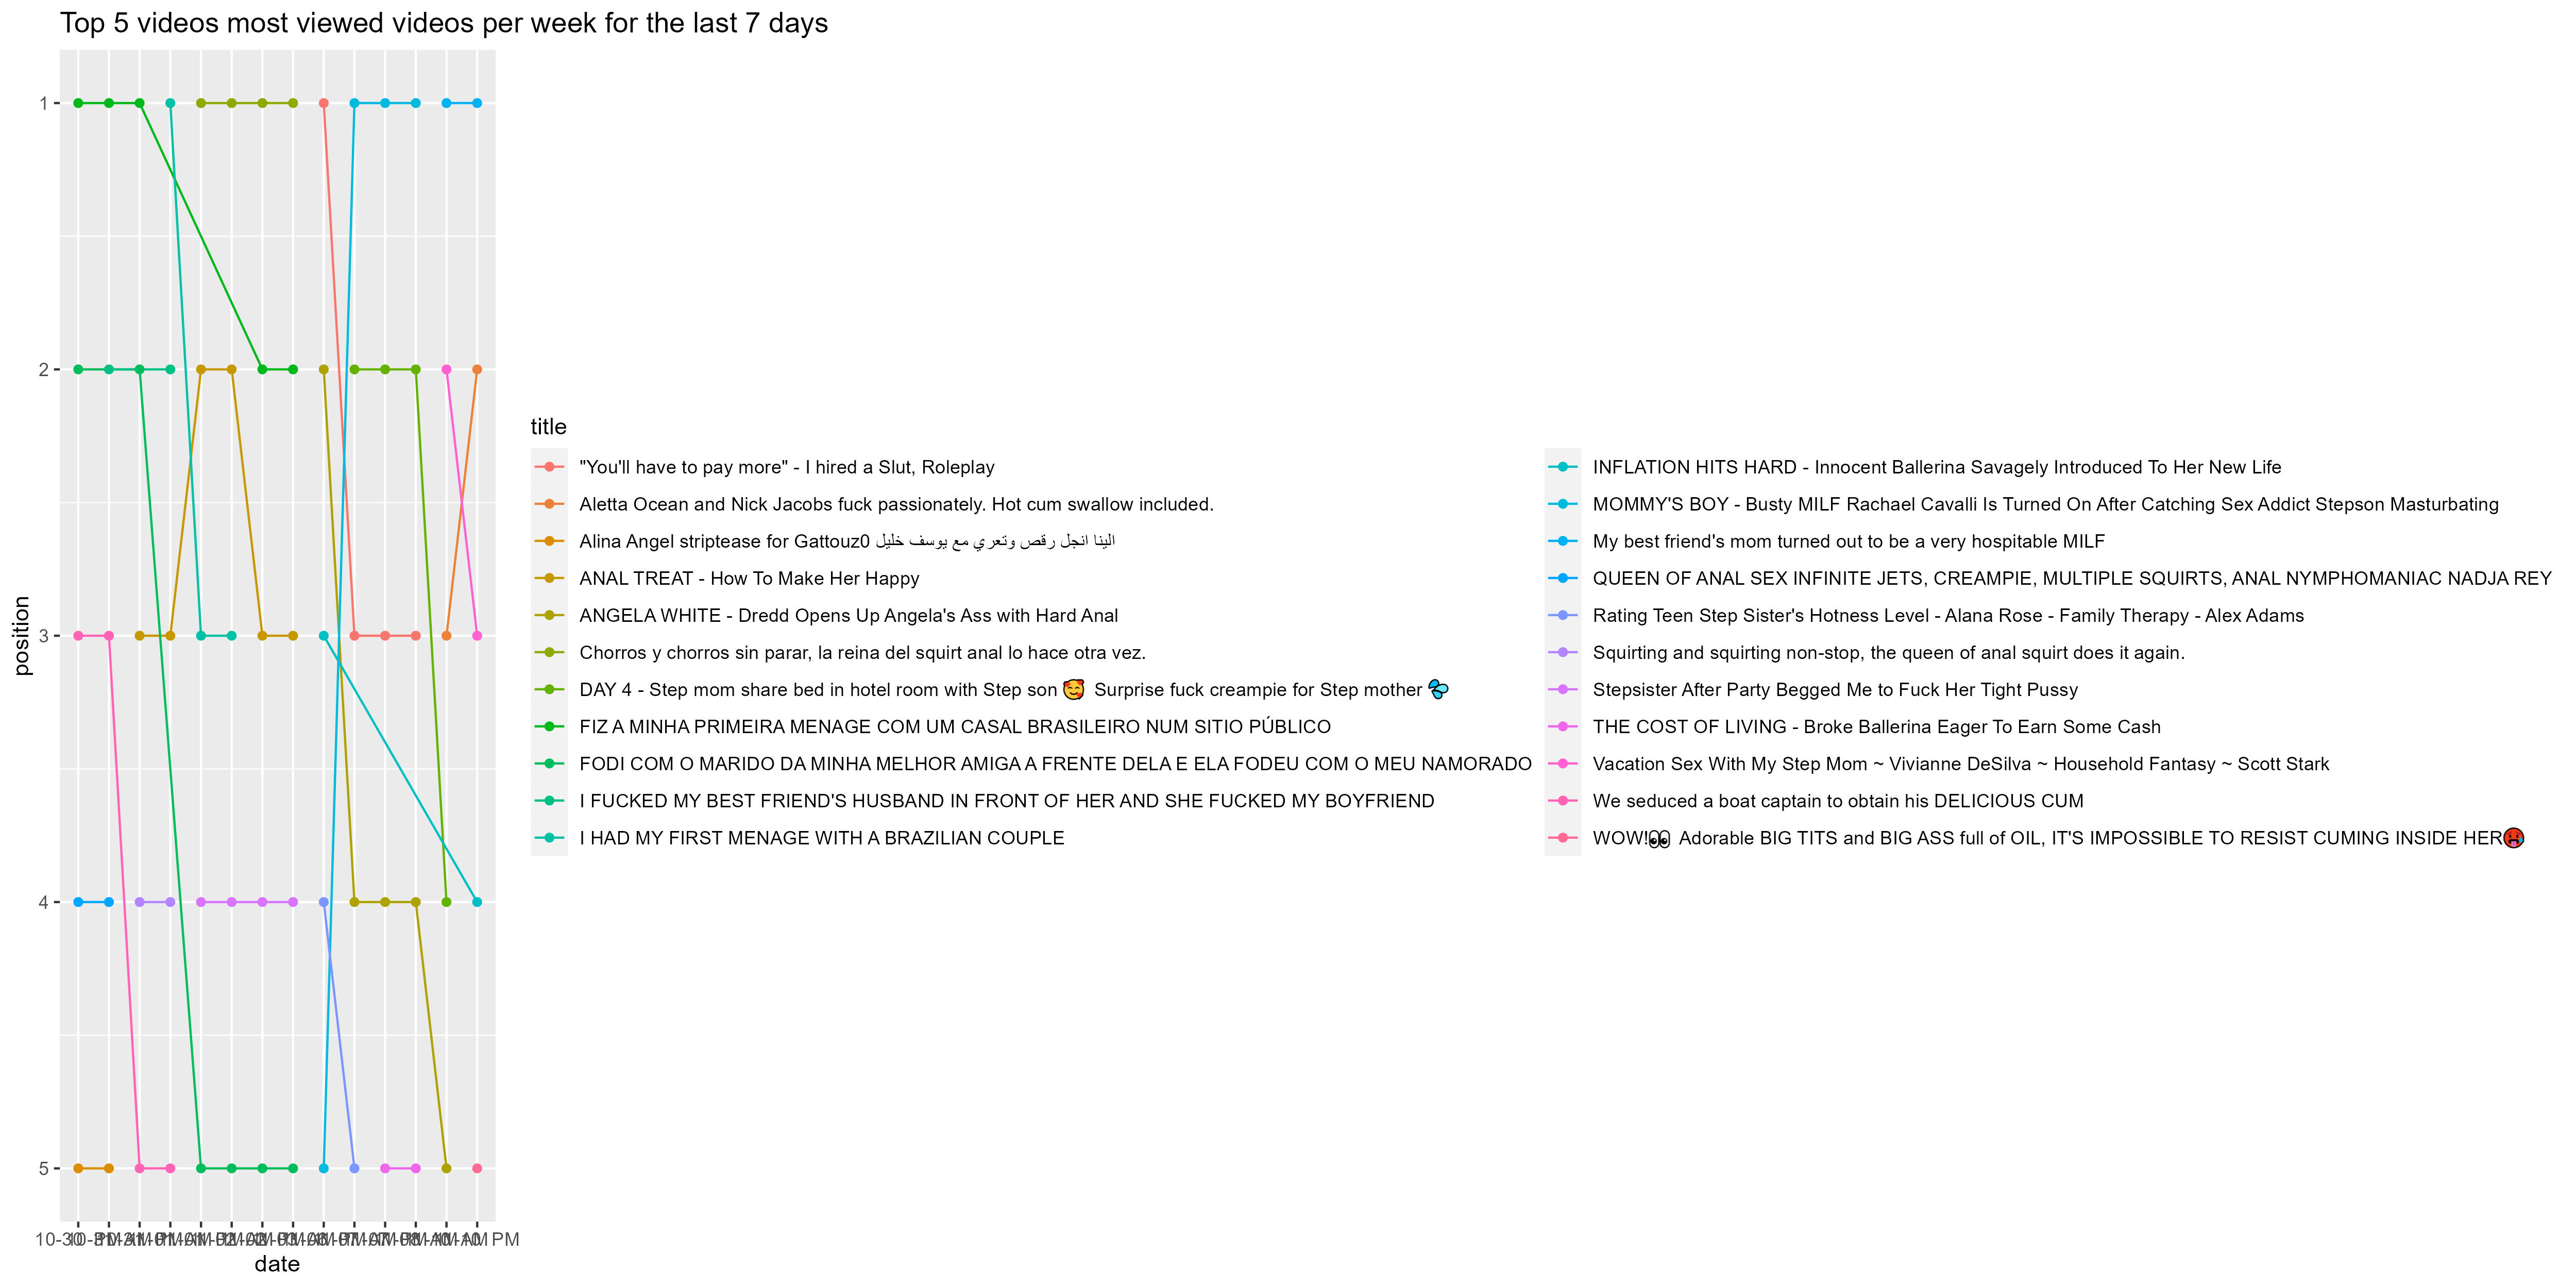 Top 5 videos most viewed videos per week for the last 7 days
1
2
3
4
5
position
date
title
"You'll have to pay more" - I hired a Slut, Roleplay
Aletta Ocean and Nick Jacobs fuck passionately. Hot cum swallow included.
Alina Angel striptease for Gattouz0 الينا انجل رقص وتعري مع يوسف خليل
ANAL TREAT - How To Make Her Happy
ANGELA WHITE - Dredd Opens Up Angela's Ass with Hard Anal
Chorros y chorros sin parar, la reina del squirt anal lo hace otra vez.
DAY 4 - Step mom share bed in hotel room with Step son 🥰 Surprise fuck creampie for Step mother 💦
FIZ A MINHA PRIMEIRA MENAGE COM UM CASAL BRASILEIRO NUM SITIO PÚBLICO
FODI COM O MARIDO DA MINHA MELHOR AMIGA A FRENTE DELA E ELA FODEU COM O MEU NAMORADO
I FUCKED MY BEST FRIEND'S HUSBAND IN FRONT OF HER AND SHE FUCKED MY BOYFRIEND
I HAD MY FIRST MENAGE WITH A BRAZILIAN COUPLE
INFLATION HITS HARD - Innocent Ballerina Savagely Introduced To Her New Life
MOMMY'S BOY - Busty MILF Rachael Cavalli Is Turned On After Catching Sex Addict Stepson Masturbating
My best friend's mom turned out to be a very hospitable MILF
QUEEN OF ANAL SEX INFINITE JETS, CREAMPIE, MULTIPLE SQUIRTS, ANAL NYMPHOMANIAC NADJA REY
Rating Teen Step Sister's Hotness Level - Alana Rose - Family Therapy - Alex Adams
Squirting and squirting non-stop, the queen of anal squirt does it again.
Stepsister After Party Begged Me to Fuck Her Tight Pussy
THE COST OF LIVING - Broke Ballerina Eager To Earn Some Cash
Vacation Sex With My Step Mom ~ Vivianne DeSilva ~ Household Fantasy ~ Scott Stark
We seduced a boat captain to obtain his DELICIOUS CUM
WOW!👀 Adorable BIG TITS and BIG ASS full of OIL, IT'S IMPOSSIBLE TO RESIST CUMING INSIDE HER🥵